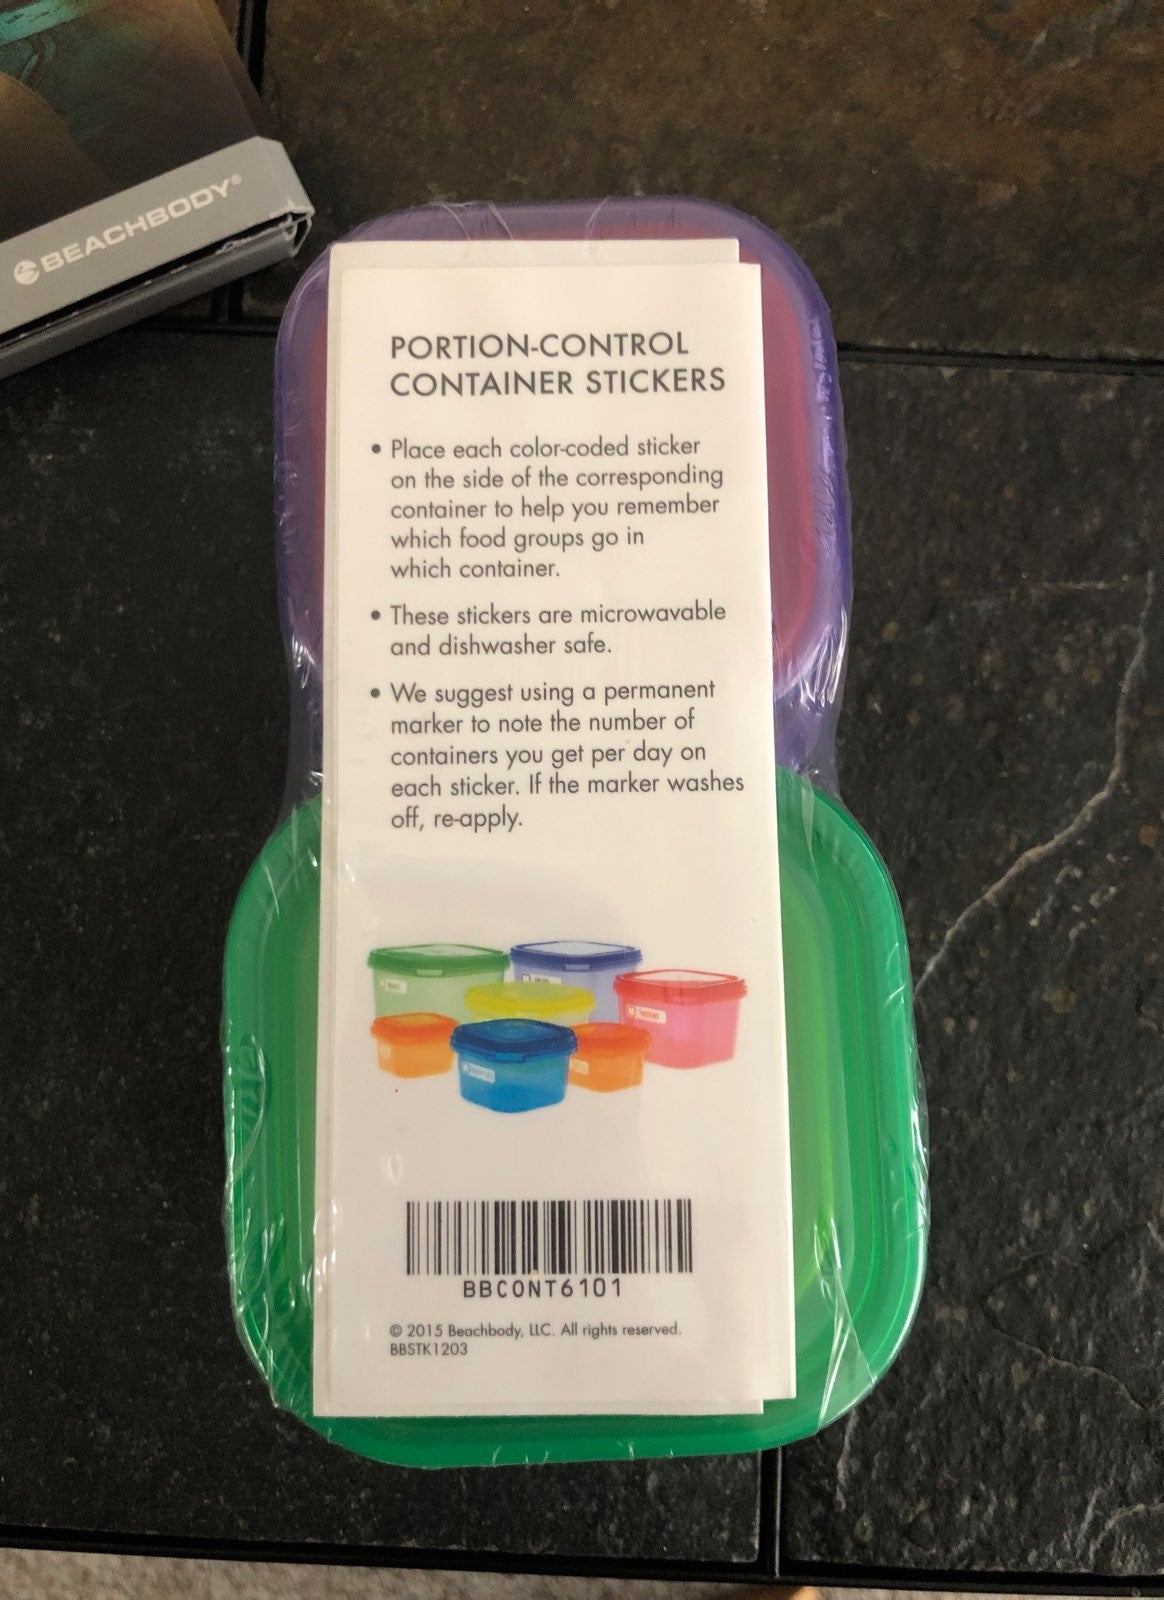 BEACHBODY®
PORTION-CONTROL
CONTAINER STICKERS
• Place each color-coded sticker
on the side of the corresponding
container to help you remember
which food groups go in
which container.
• These stickers are microwavable
and dishwasher safe.
• We suggest using a permanent
marker to note the number of
containers you get per day on
each sticker. If the marker washes
off, re-apply.
BBCONT6101
© 2015 Beachbody, LLC. All rights reserved.
BBSTK1203